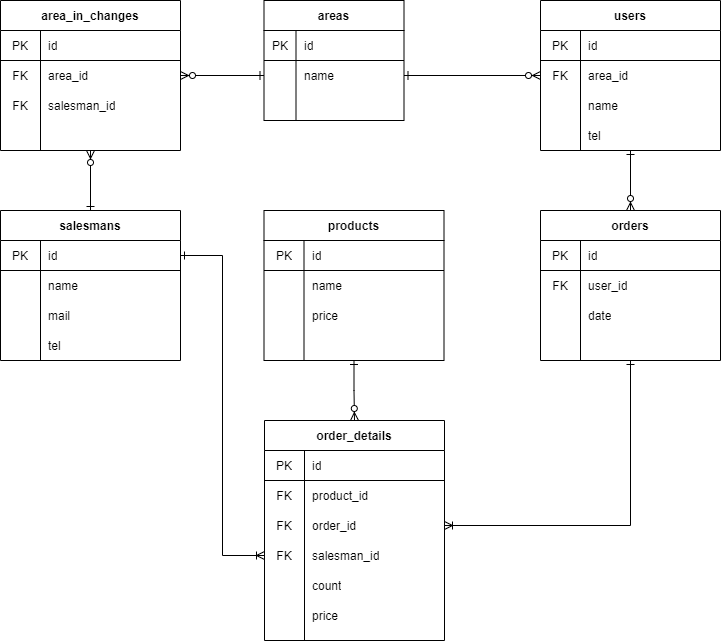 area_in_changes
PK id
FK area_id
FK salesman_id
areas
PK id
name
users
PK id
FK area_id
name
tel
salesmans
PK id
name
mail
tel
products
PK id
name
price
orders
PK id
FK user_id
date
order_details
PK id
FK product_id
FK order_id
FK salesman_id
count
price